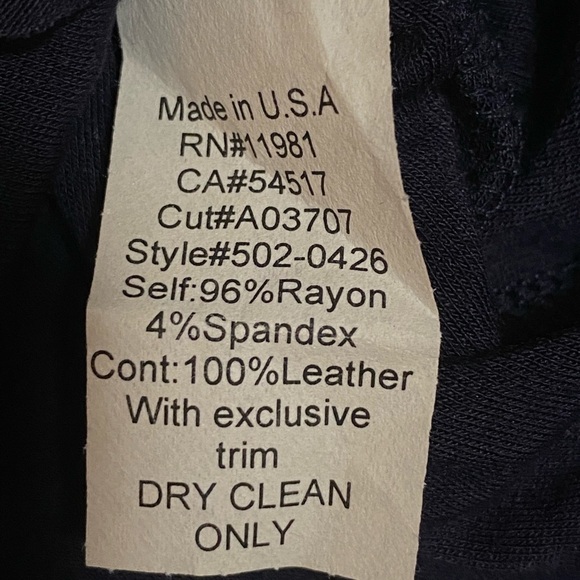 Made in U.S.A
RN#11981
CA#54517
Cut#A03707
Style#502-0426
Self:96%Rayon
4%Spandex
Cont:100%Leather
With exclusive
trim
DRY CLEAN
ONLY